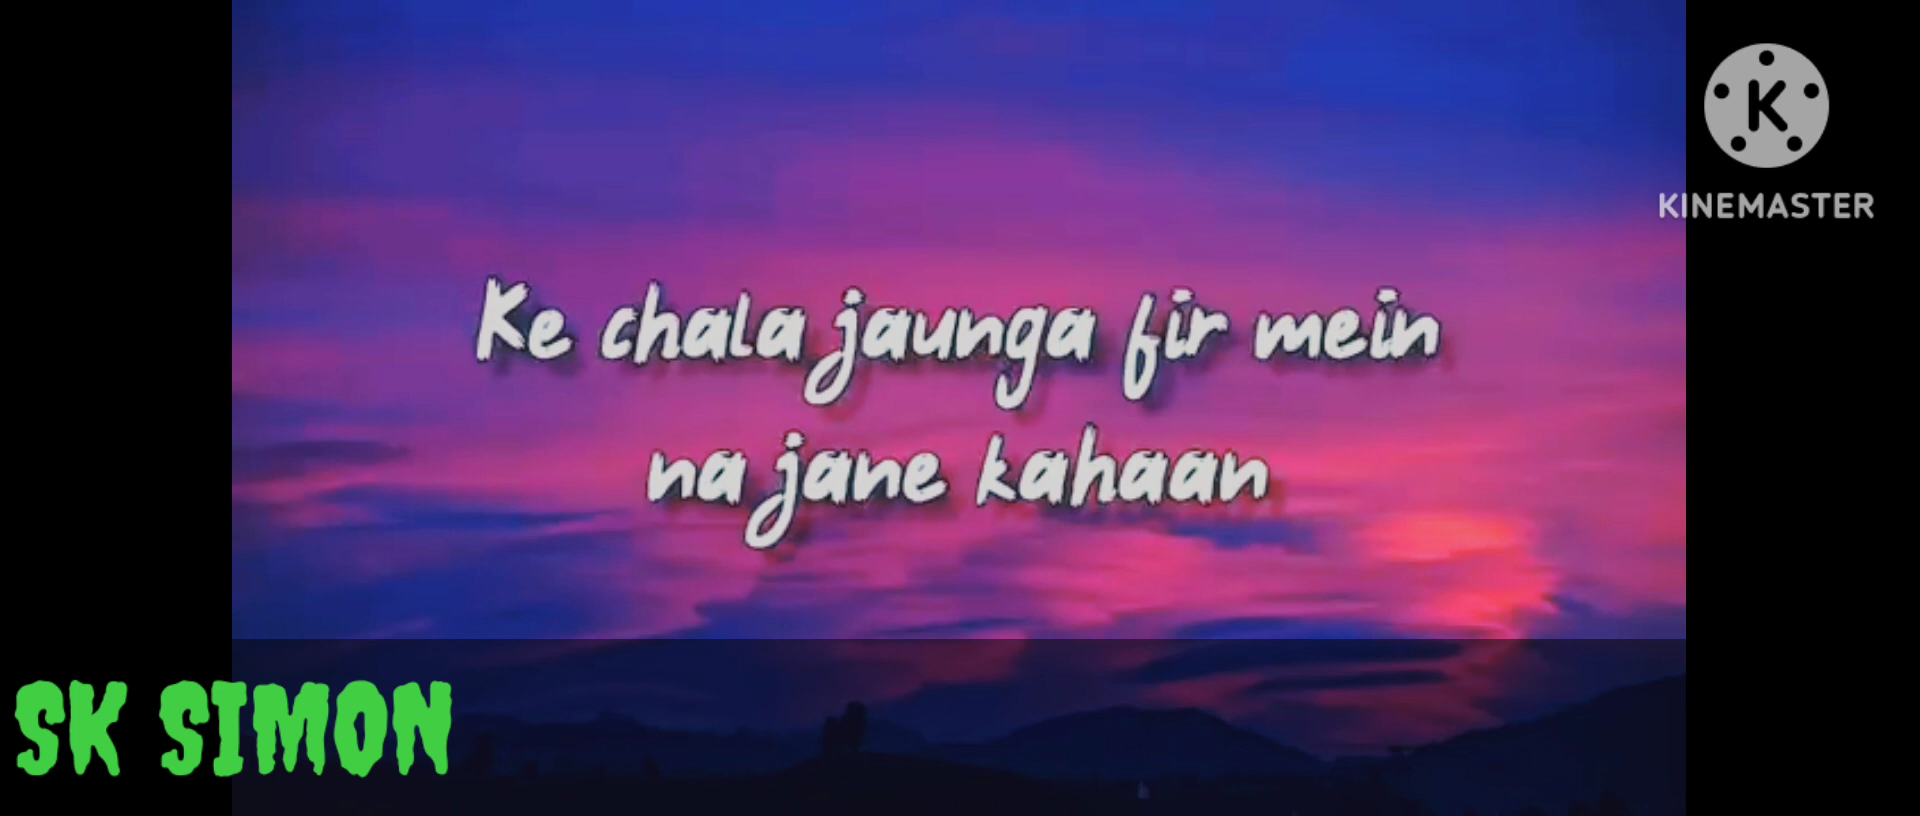 K
KINEMASTER
Ke chala jaunga fir mein
na jane kahaan
SK SIMON